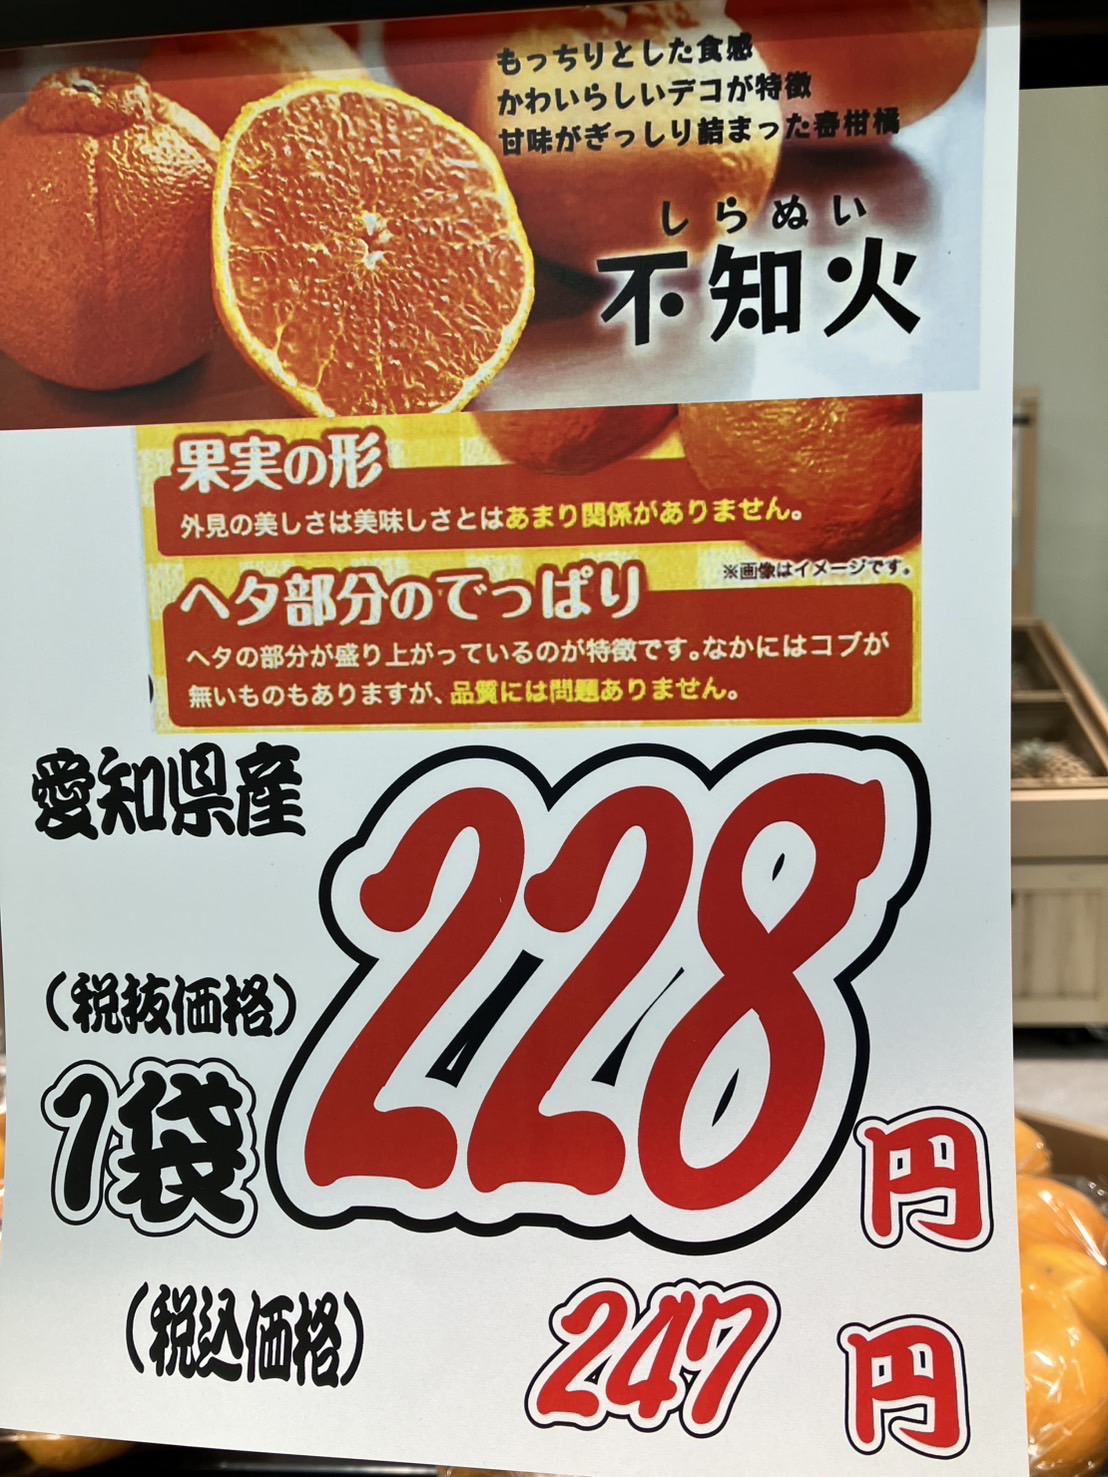 もっちりとした食感
かわいらしいデコが特徴
甘味がぎっしり詰まった春柑橘
しらぬい
不知火
果実の形
外見の美しさは美味しさとはあまり関係がありません。
※画像はイメージです。
ヘタ部分のでっぱり
ヘタの部分が盛り上がっているのが特徴です。なかにはコブが
無いものもありますが、品質には問題ありません。
愛知県産
(税抜価格)
1袋 228円
(税込価格) 247円